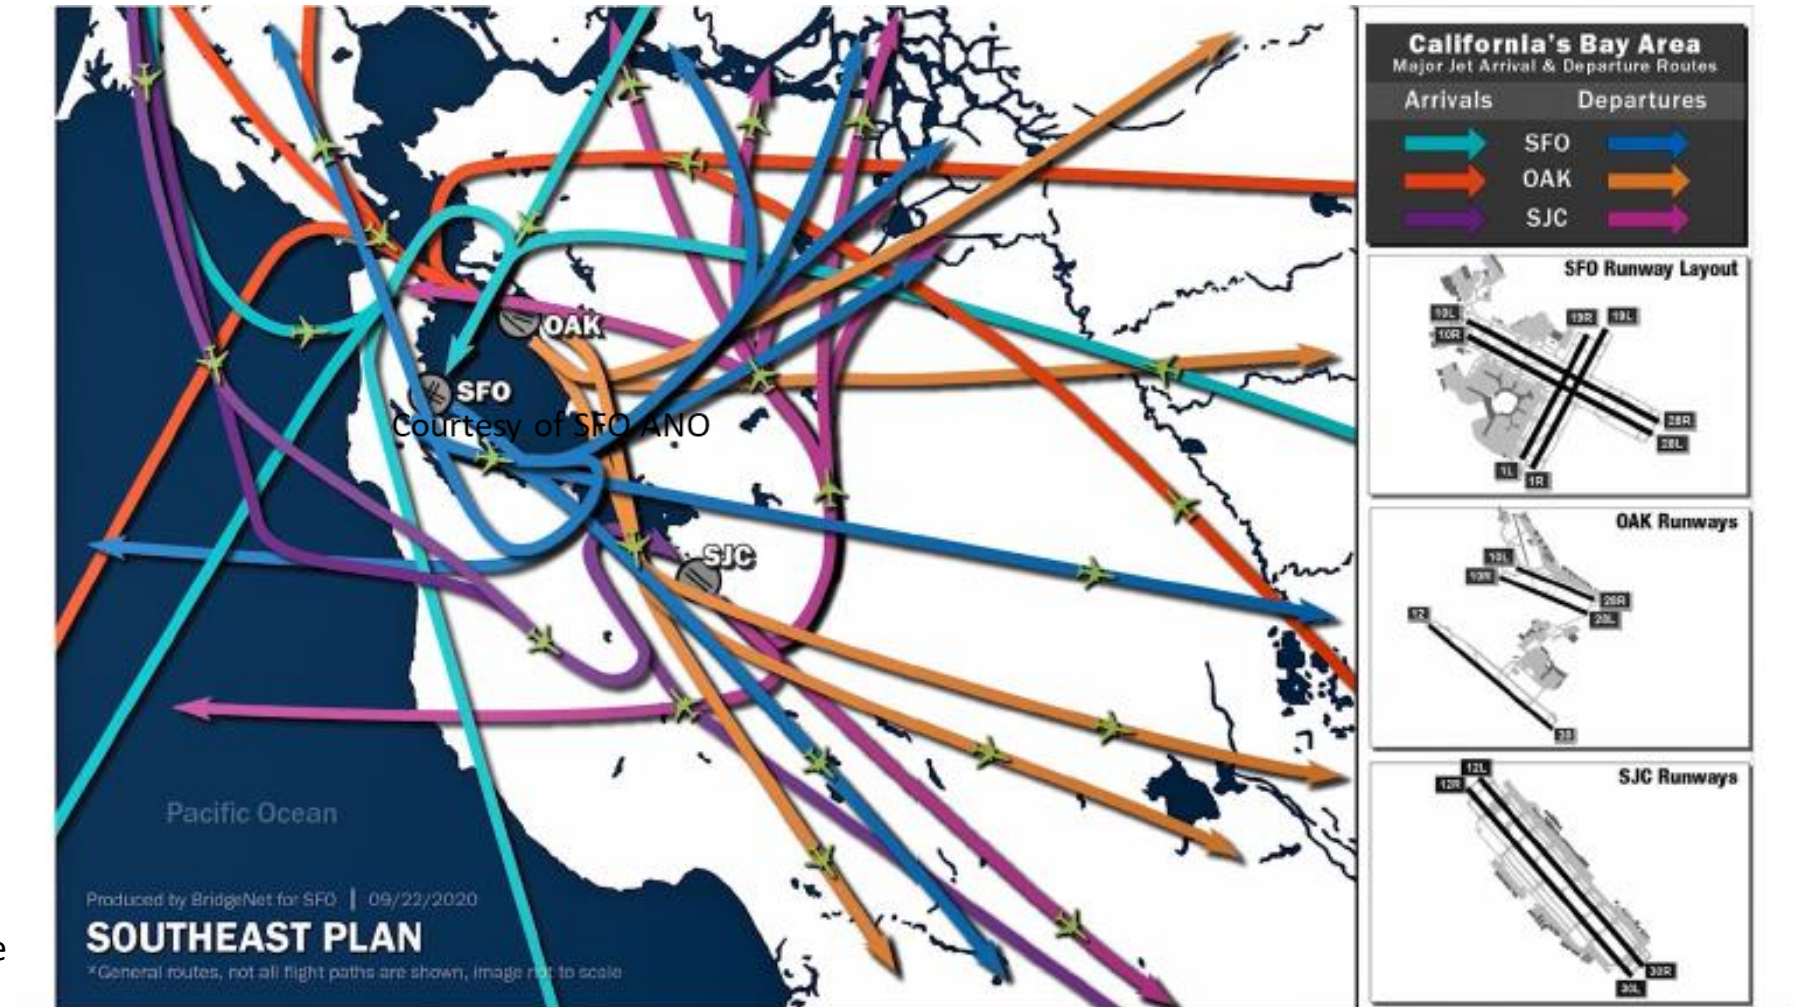 California's Bay Area
Major Jet Arrival & Departure Routes
Arrivals Departures
SFO
OAK
SJC
OAK
SFO
Courtesy of SFO ANO
SJC
Pacific Ocean
Produced by BridgeNet for SFO | 09/22/2020
SOUTHEAST PLAN
*General routes, not all flight paths are shown, image not to scale
e
SFO Runway Layout
10L
10R
19R
19L
28R
28L
1L
1R
OAK Runways
10L
10R
28R
28L
12
30
SJC Runways
12L
12R
30R
30L